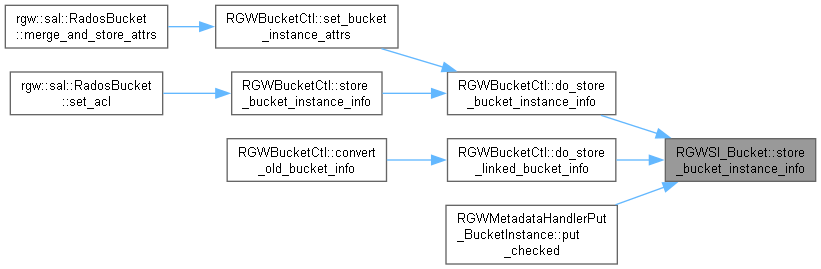 rgw::sal::RadosBucket
::merge_and_store_attrs
RGWBucketCtl::set_bucket
_instance_attrs
rgw::sal::RadosBucket
::set_acl
RGWBucketCtl::store
_bucket_instance_info
RGWBucketCtl::do_store
_bucket_instance_info
RGWBucketCtl::convert
_old_bucket_info
RGWBucketCtl::do_store
_linked_bucket_info
RGWSI_Bucket::store
_bucket_instance_info
RGWMetadataHandlerPut
_BucketInstance::put
_checked